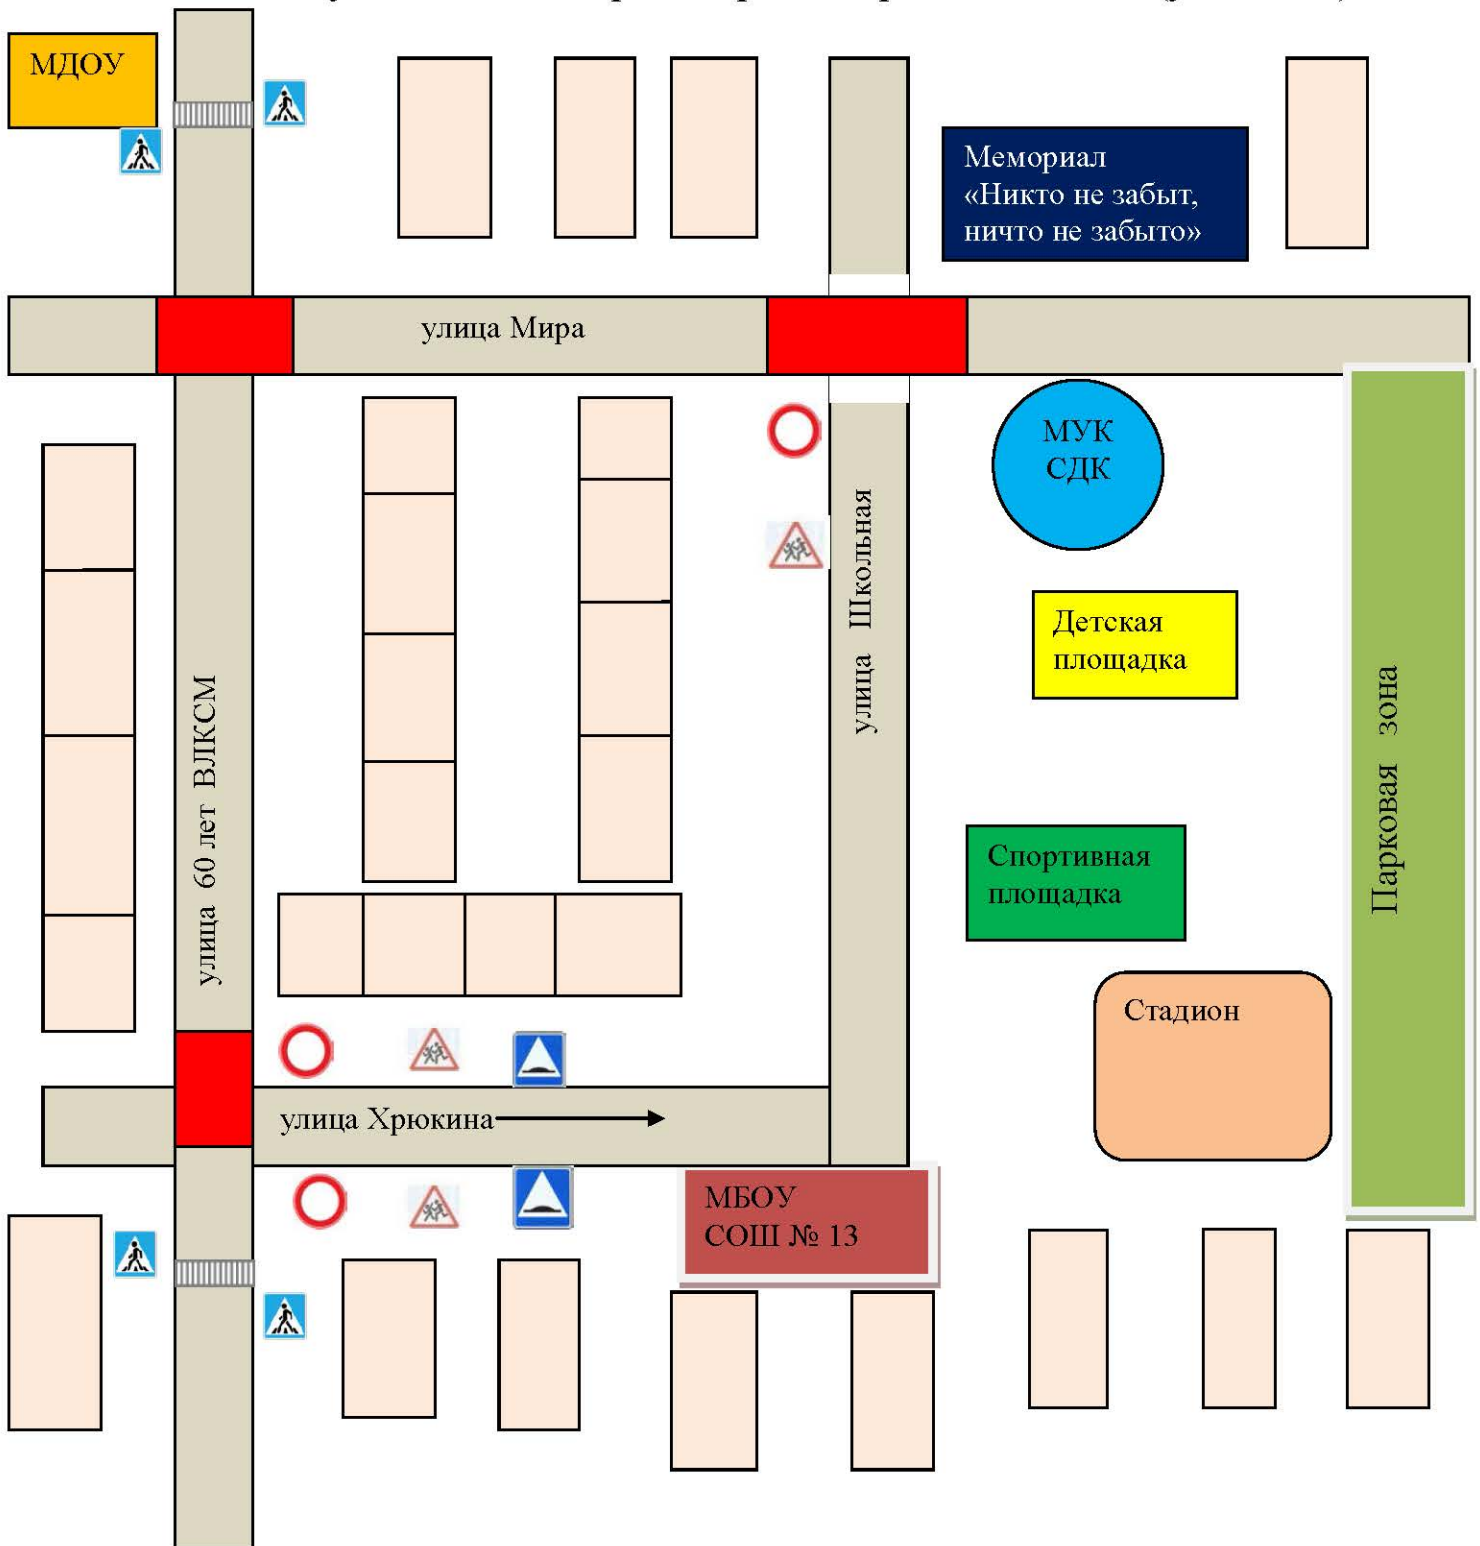 МДОУ
Мемориал
«Никто не забыт,
ничто не забыто»
улица Мира
МУК
СДК
улица Школьная
Детская
площадка
улица 60 лет ВЛКСМ
Парковая зона
Спортивная
площадка
Стадион
улица Хрюкина
МБОУ
СОШ № 13